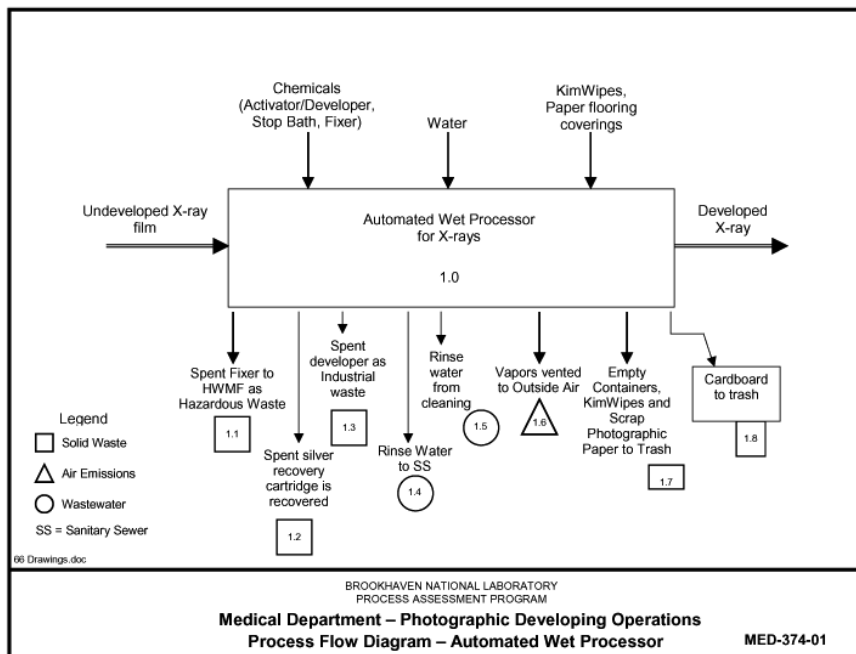 Chemicals
(Activator/Developer,
Stop Bath, Fixer)
Water
KimWipes,
Paper flooring
coverings
Undeveloped X-ray
film
Automated Wet Processor
for X-rays
1.0
Developed
X-ray
Spent Fixer to
HWMF as
Hazardous Waste
1.1
Spent silver
recovery
cartridge is
recovered
1.2
Spent
developer as
Industrial
waste
1.3
Rinse Water
to SS
1.4
Rinse
water
from
cleaning
1.5
Vapors vented
to Outside Air
1.6
Empty
Containers,
KimWipes and
Scrap
Photographic
Paper to Trash
1.7
Cardboard
to trash
1.8
Legend
Solid Waste
Air Emissions
Wastewater
SS = Sanitary Sewer
66 Drawings.doc
BROOKHAVEN NATIONAL LABORATORY
PROCESS ASSESSMENT PROGRAM
Medical Department – Photographic Developing Operations
Process Flow Diagram – Automated Wet Processor
MED-374-01